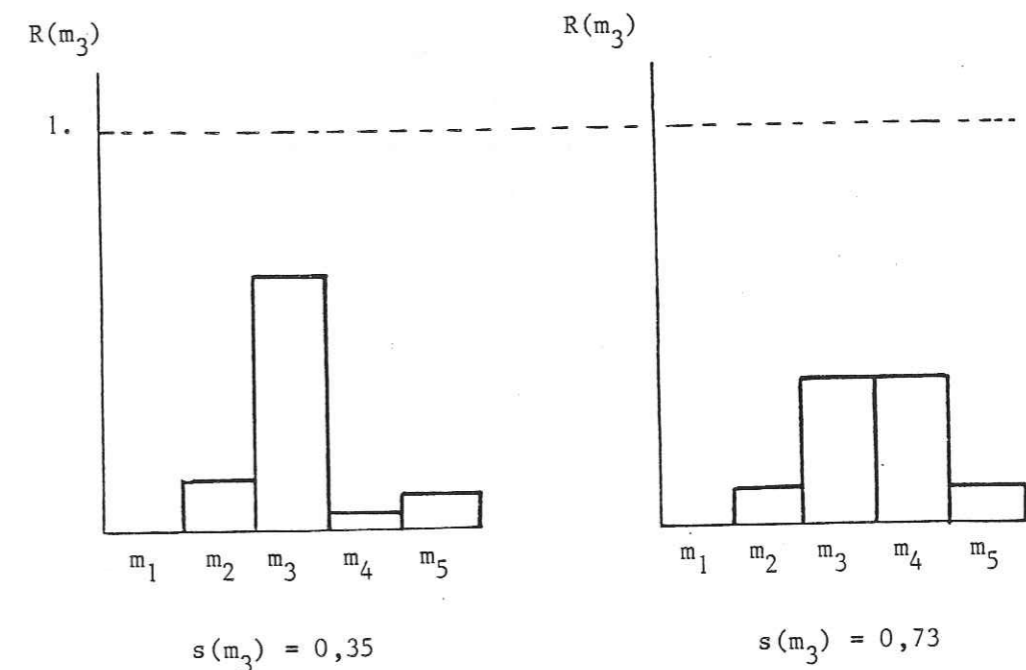 R(m₃) R(m₃)
1.
m₁ m₂ m₃ m₄ m₅ m₁ m₂ m₃ m₄ m₅
s(m₃) = 0,35 s(m₃) = 0,73